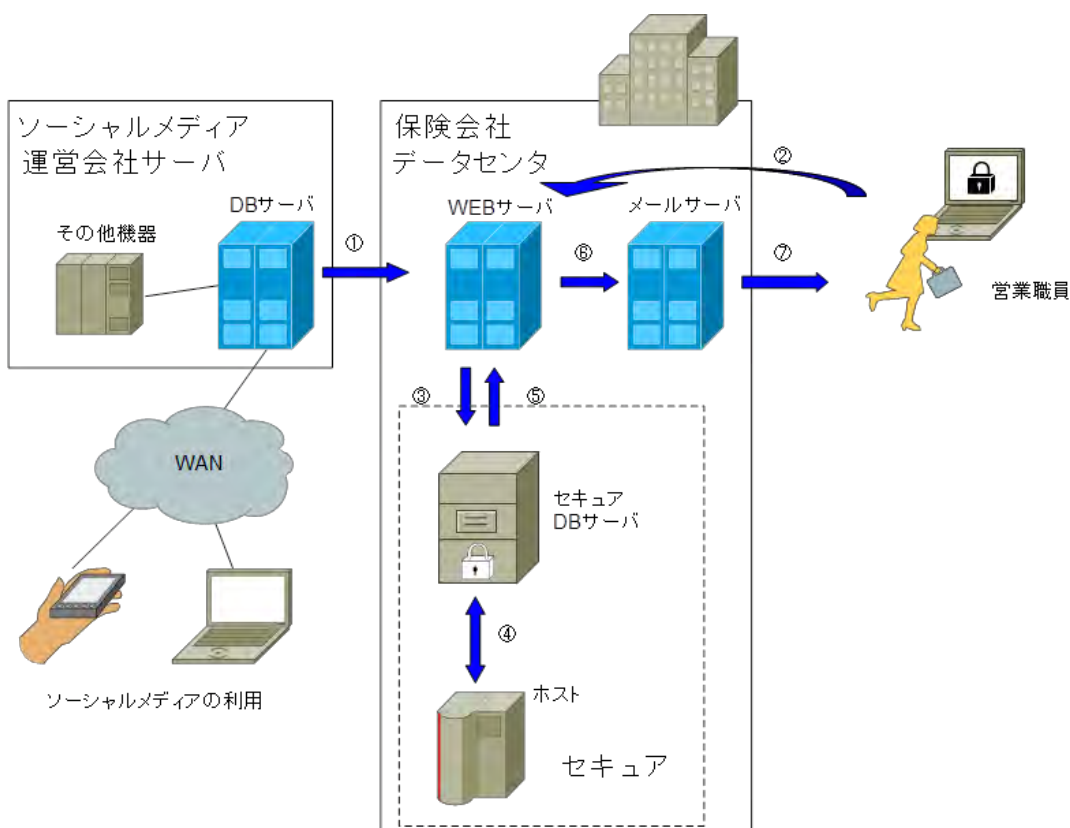 ソーシャルメディア
運営会社サーバ
その他機器
DBサーバ
①
保険会社
データセンタ
WEBサーバ
メールサーバ
②
⑥
⑦
営業職員
③
⑤
WAN
セキュア
DBサーバ
④
ホスト
セキュア
ソーシャルメディアの利用